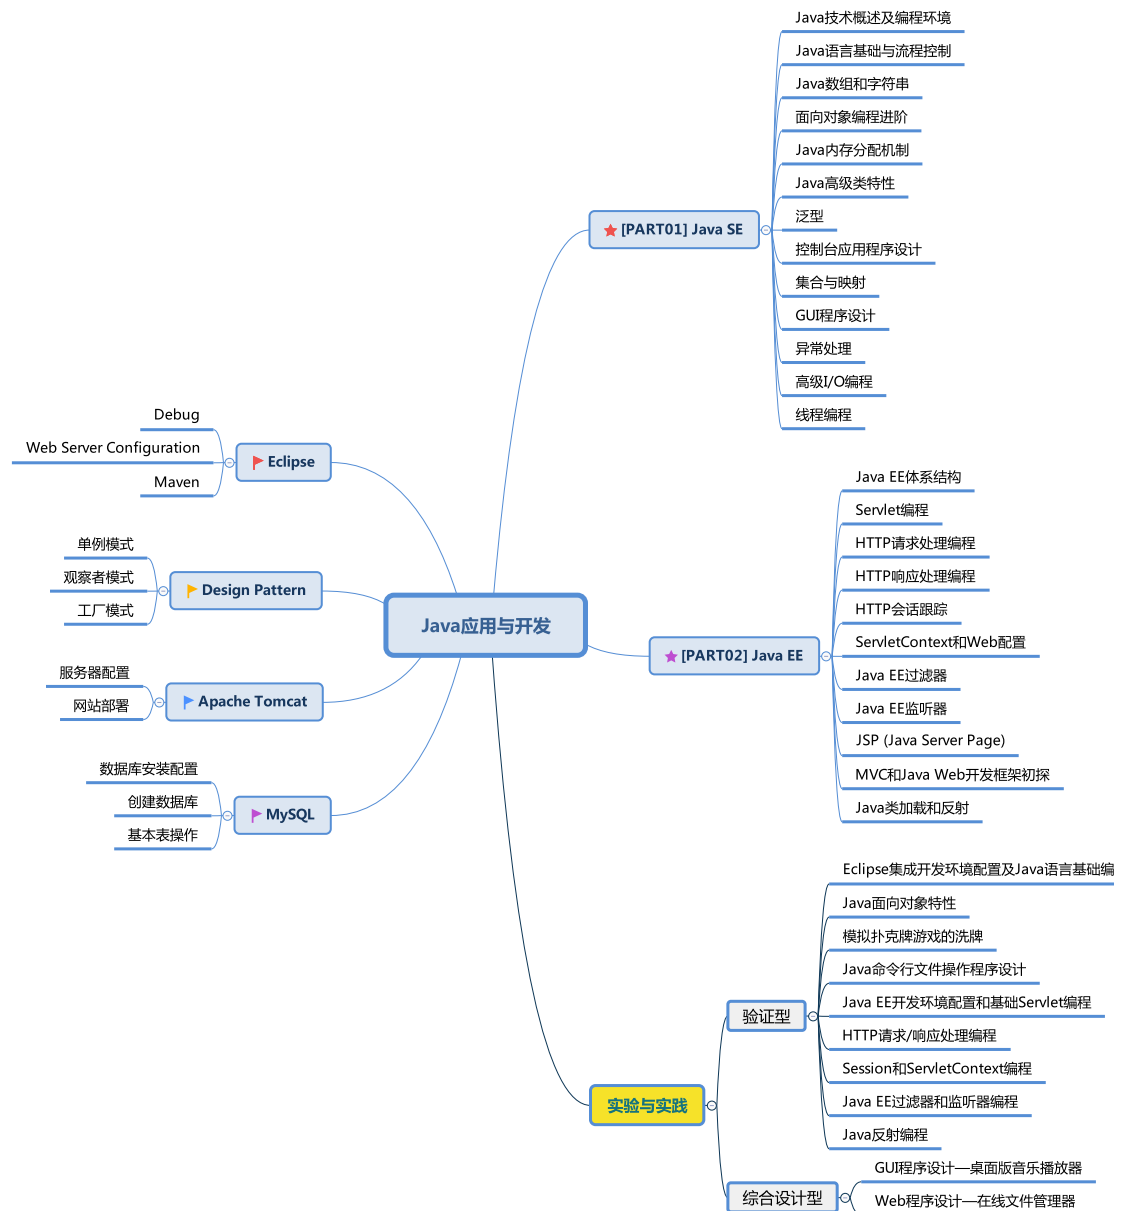 Java应用与开发
[PART01] Java SE
Java技术概述及编程环境
Java语言基础与流程控制
Java数组和字符串
面向对象编程进阶
Java内存分配机制
Java高级类特性
泛型
控制台应用程序设计
集合与映射
GUI程序设计
异常处理
高级I/O编程
线程编程
[PART02] Java EE
Java EE体系结构
Servlet编程
HTTP请求处理编程
HTTP响应处理编程
HTTP会话跟踪
ServletContext和Web配置
Java EE过滤器
Java EE监听器
JSP (Java Server Page)
MVC和Java Web开发框架初探
Java类加载和反射
实验与实践
验证型
Eclipse集成开发环境配置及Java语言基础编
Java面向对象特性
模拟扑克牌游戏的洗牌
Java命令行文件操作程序设计
Java EE开发环境配置和基础Servlet编程
HTTP请求/响应处理编程
Session和ServletContext编程
Java EE过滤器和监听器编程
Java反射编程
综合设计型
GUI程序设计—桌面版音乐播放器
Web程序设计—在线文件管理器
Eclipse
Debug
Web Server Configuration
Maven
Design Pattern
单例模式
观察者模式
工厂模式
Apache Tomcat
服务器配置
网站部署
MySQL
数据库安装配置
创建数据库
基本表操作